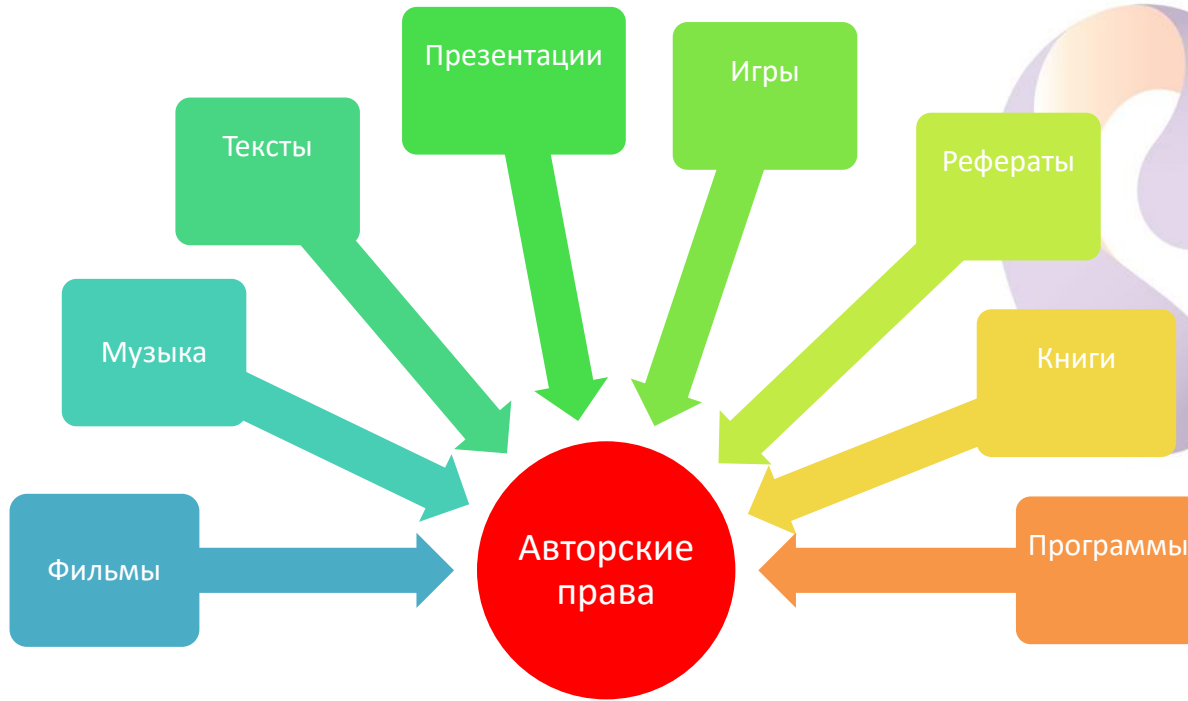 Презентации
Игры
Тексты
Рефераты
Музыка
Книги
Фильмы
Авторские
права
Программы